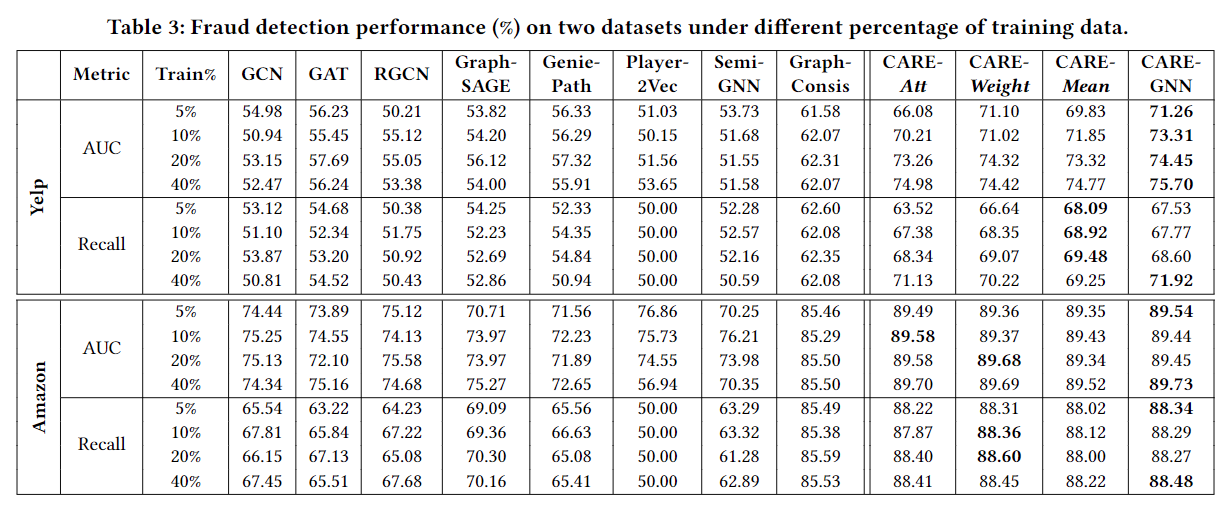 Table 3: Fraud detection performance (%) on two datasets under different percentage of training data.
Metric Train% GCN GAT RGCN Graph-SAGE Genie-Path Player-2Vec Semi-GNN Graph-Consis CARE-Att CARE-Weight CARE-Mean CARE-GNN
Yelp
AUC
5% 54.98 56.23 50.21 53.82 56.33 51.03 53.73 61.58 66.08 71.10 69.83 71.26
10% 50.94 55.45 55.12 54.20 56.29 50.15 51.68 62.07 70.21 71.02 71.85 73.31
20% 53.15 57.69 55.05 56.12 57.32 51.56 51.55 62.31 73.26 74.32 73.32 74.45
40% 52.47 56.24 53.38 54.00 55.91 53.65 51.58 62.07 74.98 74.42 74.77 75.70
Recall
5% 53.12 54.68 50.38 54.25 52.33 50.00 52.28 62.60 63.52 66.64 68.09 67.53
10% 51.10 52.34 51.75 52.23 54.35 50.00 52.57 62.08 67.38 68.35 68.92 67.77
20% 53.87 53.20 50.92 52.69 54.84 50.00 52.16 62.35 68.34 69.07 69.48 68.60
40% 50.81 54.52 50.43 52.86 50.94 50.00 50.59 62.08 71.13 70.22 69.25 71.92
Amazon
AUC
5% 74.44 73.89 75.12 70.71 71.56 76.86 70.25 85.46 89.49 89.36 89.35 89.54
10% 75.25 74.55 74.13 73.97 72.23 75.73 76.21 85.29 89.58 89.37 89.43 89.44
20% 75.13 72.10 75.58 73.97 71.89 74.55 73.98 85.50 89.58 89.68 89.34 89.45
40% 74.34 75.16 74.68 75.27 72.65 56.94 70.35 85.50 89.70 89.69 89.52 89.73
Recall
5% 65.54 63.22 64.23 69.09 65.56 50.00 63.29 85.49 88.22 88.31 88.02 88.34
10% 67.81 65.84 67.22 69.36 66.63 50.00 63.32 85.38 87.87 88.36 88.12 88.29
20% 66.15 67.13 65.08 70.30 65.08 50.00 61.28 85.59 88.40 88.60 88.00 88.27
40% 67.45 65.51 67.68 70.16 65.41 50.00 62.89 85.53 88.41 88.45 88.22 88.48